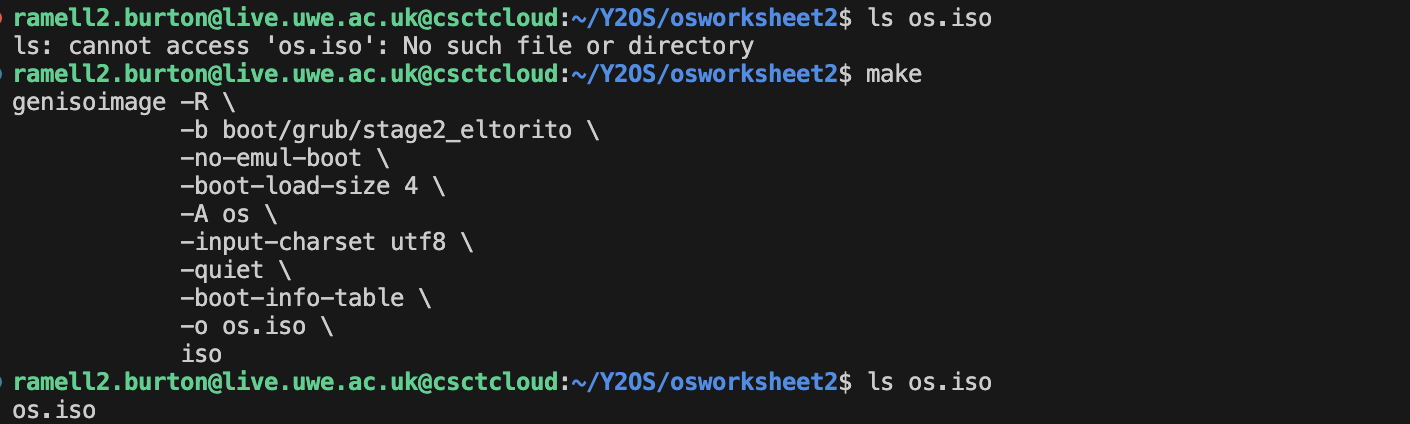 ramell2.burton@live.uwe.ac.uk@csctcloud:~/Y2OS/osworksheet2$ ls os.iso
ls: cannot access 'os.iso': No such file or directory
ramell2.burton@live.uwe.ac.uk@csctcloud:~/Y2OS/osworksheet2$ make
genisoimage -R \
            -b boot/grub/stage2_eltorito \
            -no-emul-boot \
            -boot-load-size 4 \
            -A os \
            -input-charset utf8 \
            -quiet \
            -boot-info-table \
            -o os.iso \
            iso
ramell2.burton@live.uwe.ac.uk@csctcloud:~/Y2OS/osworksheet2$ ls os.iso
os.iso